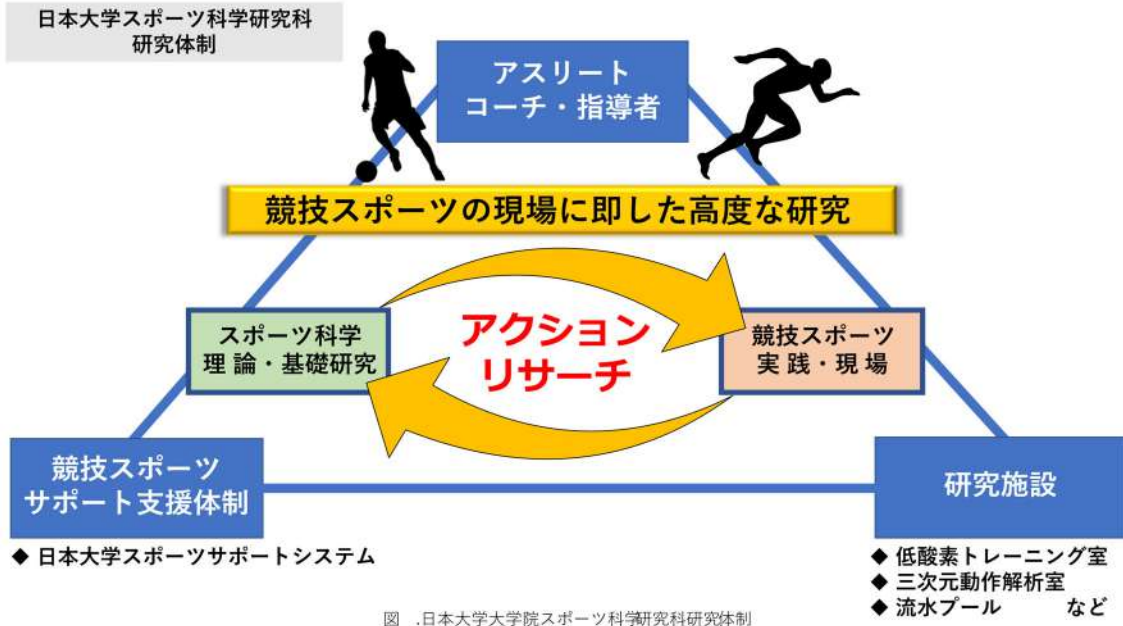 日本大学スポーツ科学研究科
研究体制
アスリート
コーチ・指導者
競技スポーツの現場に即した高度な研究
スポーツ科学
理 論・基礎研究
アクション
リサーチ
競技スポーツ
実 践・現 場
競技スポーツ
サポート支援体制
研究施設
◆ 日本大学スポーツサポートシステム
◆ 低酸素トレーニング室
◆ 三次元動作解析室
◆ 流水プール など
図 .日本大学大学院スポーツ科学研究科研究体制